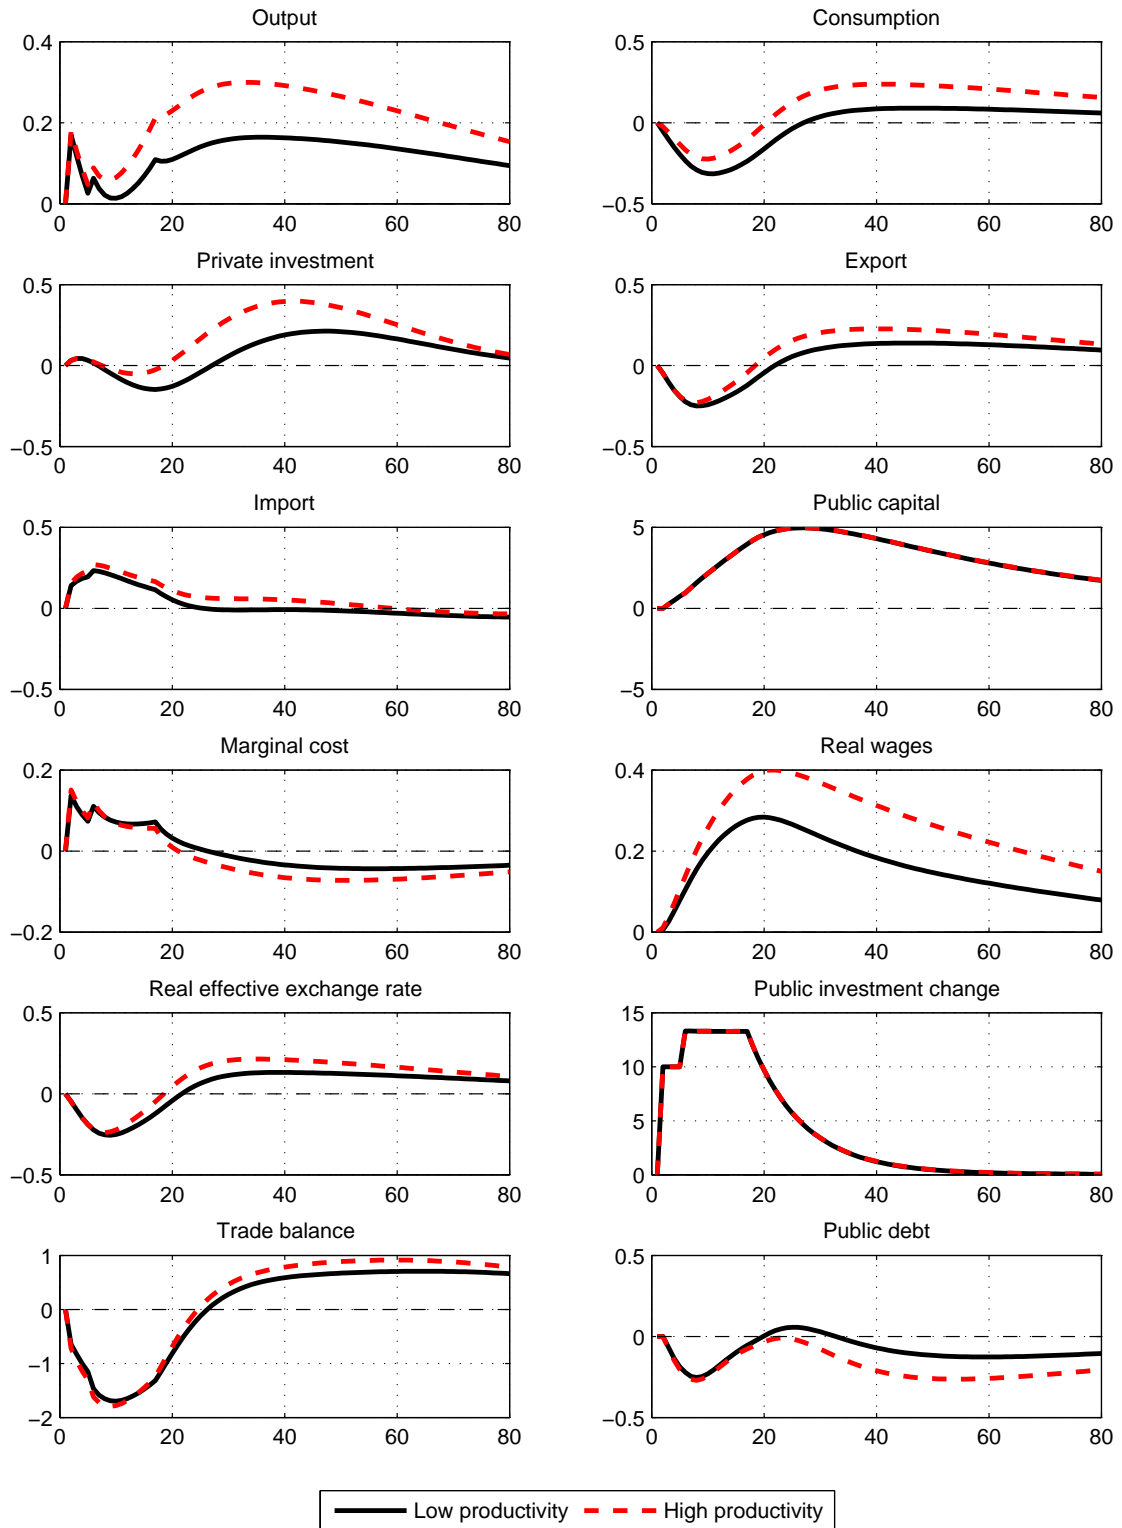 Output
0.4
0.2
0
0 20 40 60 80
Consumption
0.5
0
−0.5
0 20 40 60 80
Private investment
0.5
0
−0.5
0 20 40 60 80
Export
0.5
0
−0.5
0 20 40 60 80
Import
0.5
0
−0.5
0 20 40 60 80
Public capital
5
0
−5
0 20 40 60 80
Marginal cost
0.2
0
−0.2
0 20 40 60 80
Real wages
0.4
0.2
0
0 20 40 60 80
Real effective exchange rate
0.5
0
−0.5
0 20 40 60 80
Public investment change
15
10
5
0
0 20 40 60 80
Trade balance
1
0
−1
−2
0 20 40 60 80
Public debt
0.5
0
−0.5
0 20 40 60 80
Low productivity High productivity